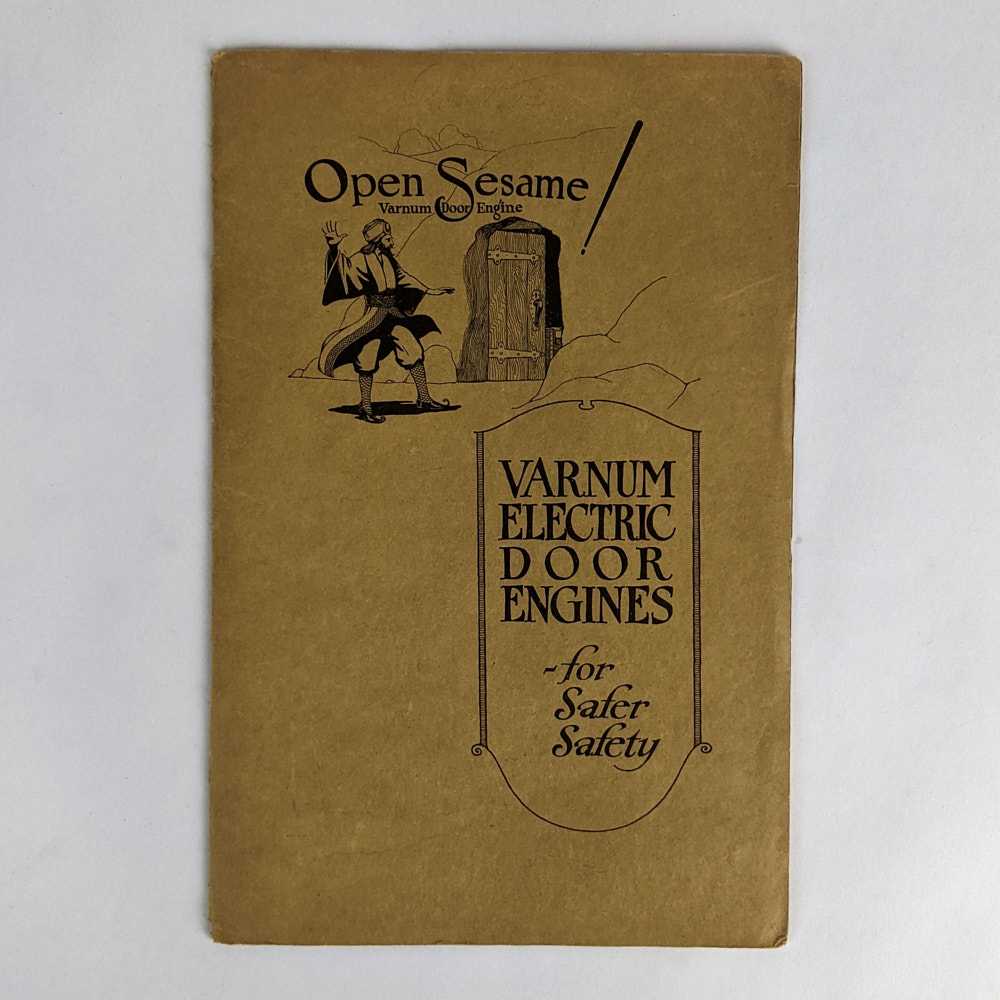 Open Sesame!
Varnum Door Engine
VARNUM
ELECTRIC
DOOR
ENGINES
-for
Safer
Safety